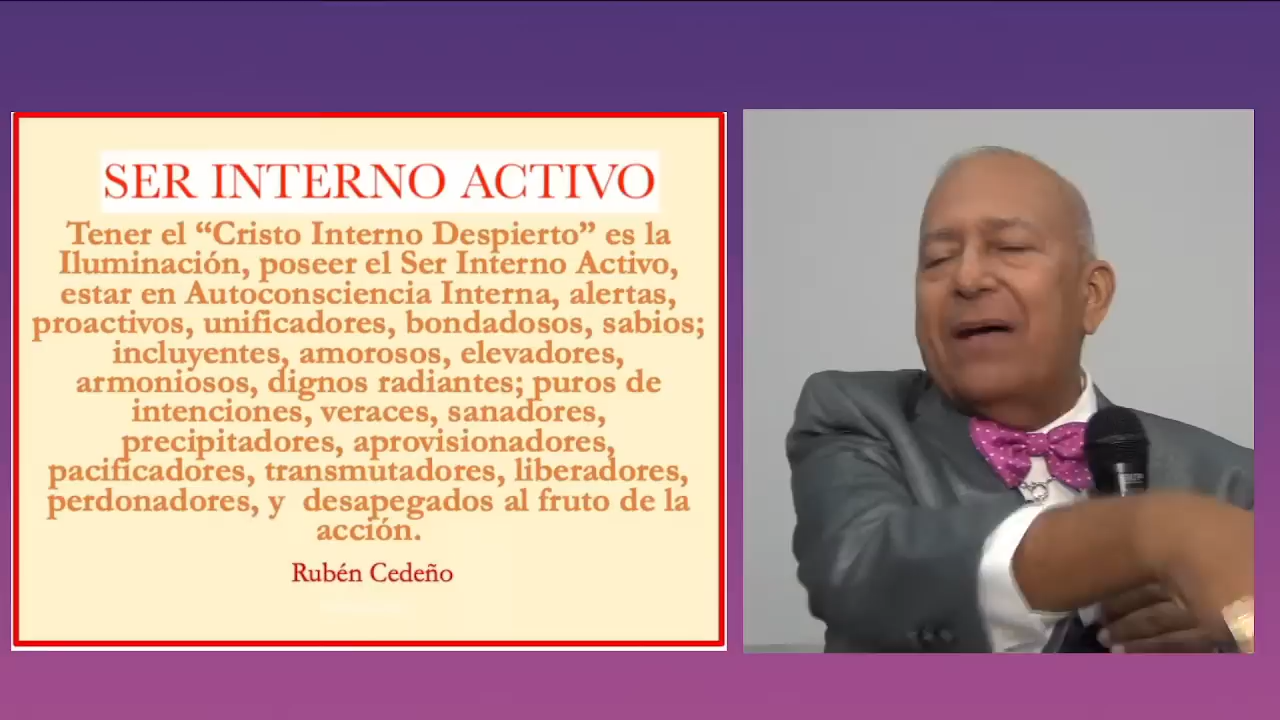 SER INTERNO ACTIVO
Tener el “Cristo Interno Despierto” es la
Iluminación, poseer el Ser Interno Activo,
estar en Autoconsciencia Interna, alertas,
proactivos, unificadores, bondadosos, sabios;
incluyentes, amorosos, elevadores,
armoniosos, dignos radiantes; puros de
intenciones, veraces, sanadores,
precipitadores, aprovisionadores,
pacificadores, transmutadores, liberadores,
perdonadores, y  desapegados al fruto de la
acción.
Rubén Cedeño